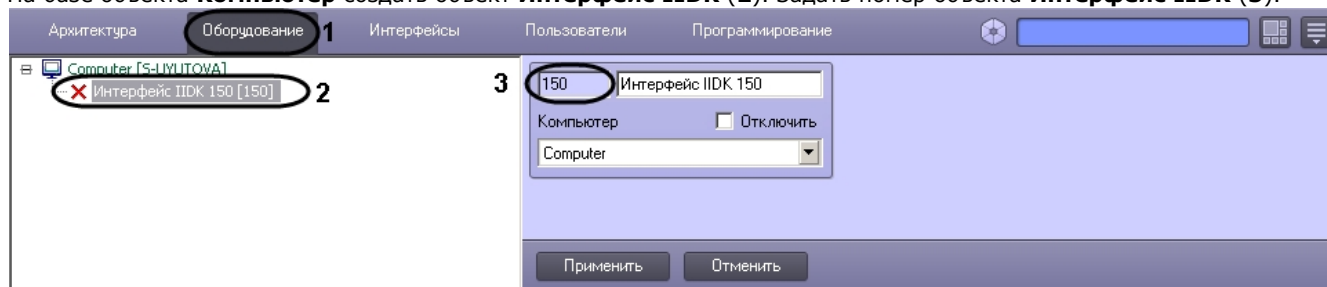 На базе объекта Компьютер создать объект Интерфейс IIDK (2). Задать номер объекта Интерфейс IIDK (3).
Архитектура Оборудование 1 Интерфейсы Пользователи Программирование
Computer [S-UYUTOVA]
Интерфейс IIDK 150 [150] 2
3 150 Интерфейс IIDK 150
Компьютер Отключить
Computer
Применить Отменить